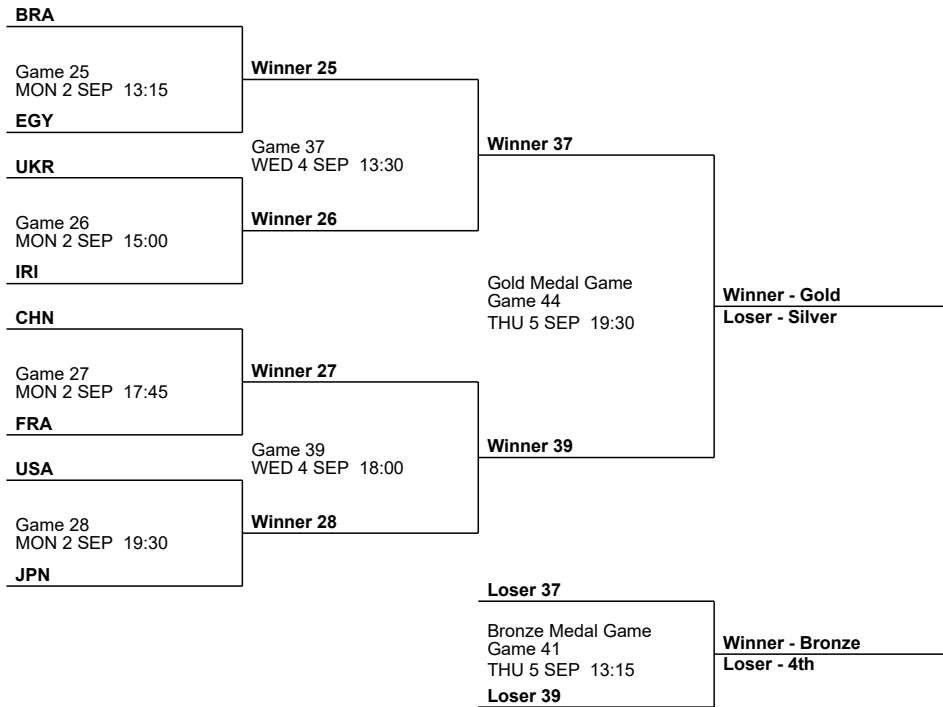 BRA
Game 25
MON 2 SEP 13:15
EGY
UKR
Game 26
MON 2 SEP 15:00
IRI
CHN
Game 27
MON 2 SEP 17:45
FRA
USA
Game 28
MON 2 SEP 19:30
JPN
Winner 25
Game 37
WED 4 SEP 13:30
Winner 26
Winner 27
Game 39
WED 4 SEP 18:00
Winner 28
Winner 37
Gold Medal Game
Game 44
THU 5 SEP 19:30
Winner 39
Winner - Gold
Loser - Silver
Loser 37
Bronze Medal Game
Game 41
THU 5 SEP 13:15
Loser 39
Winner - Bronze
Loser - 4th